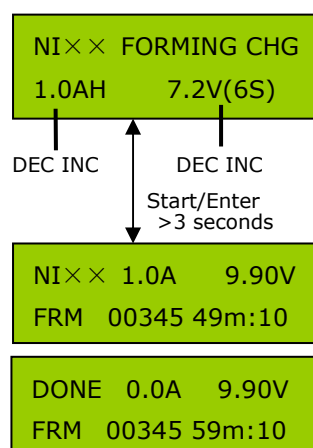 NI×× FORMING CHG
1.0AH 7.2V(6S)
DEC INC DEC INC
Start/Enter
>3 seconds
NI×× 1.0A 9.90V
FRM 00345 49m:10
DONE 0.0A 9.90V
FRM 00345 59m:10